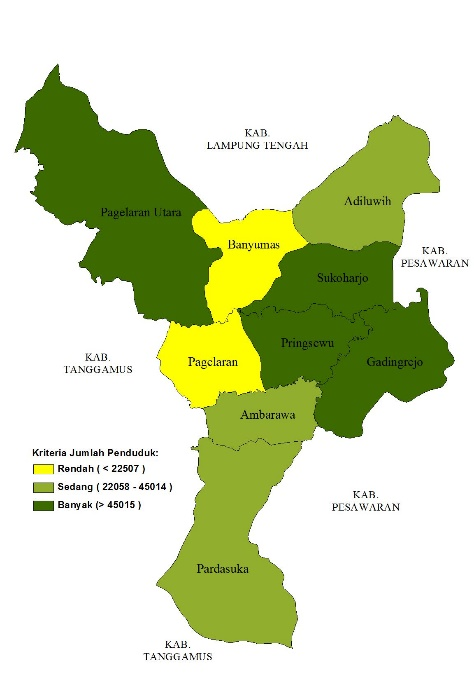 KAB.
LAMPUNG TENGAH
Adiluwih
Pagelaran Utara
Banyumas
KAB.
PESAWARAN
Sukoharjo
Pringsewu
KAB.
TANGGAMUS
Pagelaran
Gadingrejo
Ambarawa
Kriteria Jumlah Penduduk:
Rendah ( < 22507 )
Sedang ( 22058 - 45014 )
Banyak (> 45015 )
KAB.
PESAWARAN
Pardasuka
KAB.
TANGGAMUS